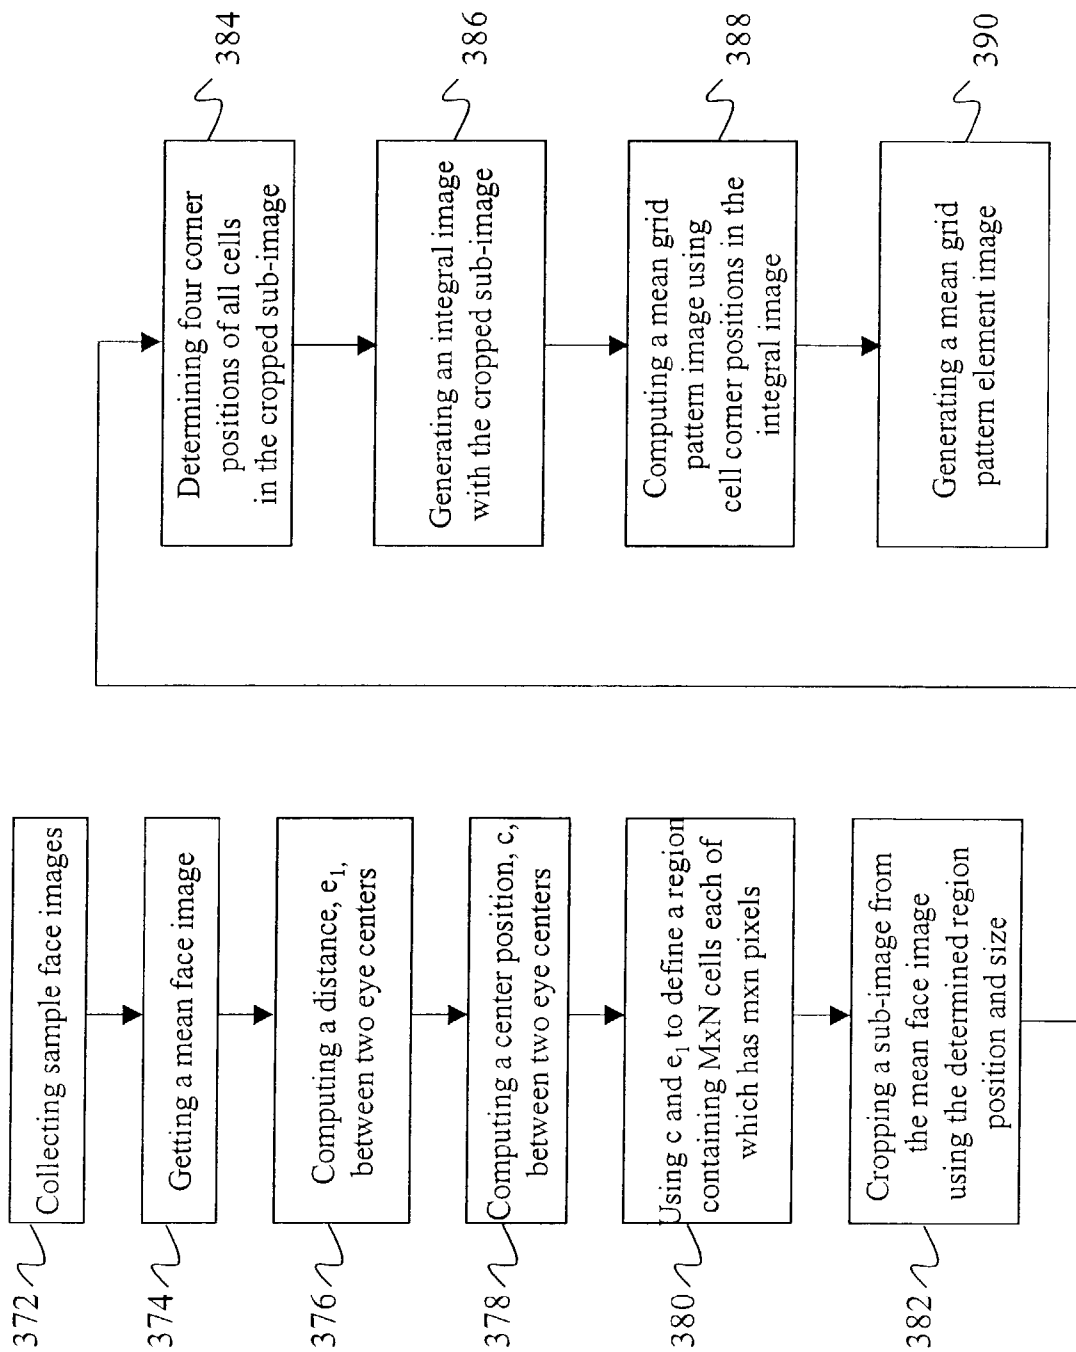 372
Collecting sample face images
374
Getting a mean face image
376
Computing a distance, e₁,
between two eye centers
378
Computing a center position, c,
between two eye centers
380
Using c and e₁ to define a region
containing MxN cells each of
which has mxn pixels
382
Cropping a sub-image from
the mean face image
using the determined region
position and size
384
Determining four corner
positions of all cells
in the cropped sub-image
386
Generating an integral image
with the cropped sub-image
388
Computing a mean grid
pattern image using
cell corner positions in the
integral image
390
Generating a mean grid
pattern element image